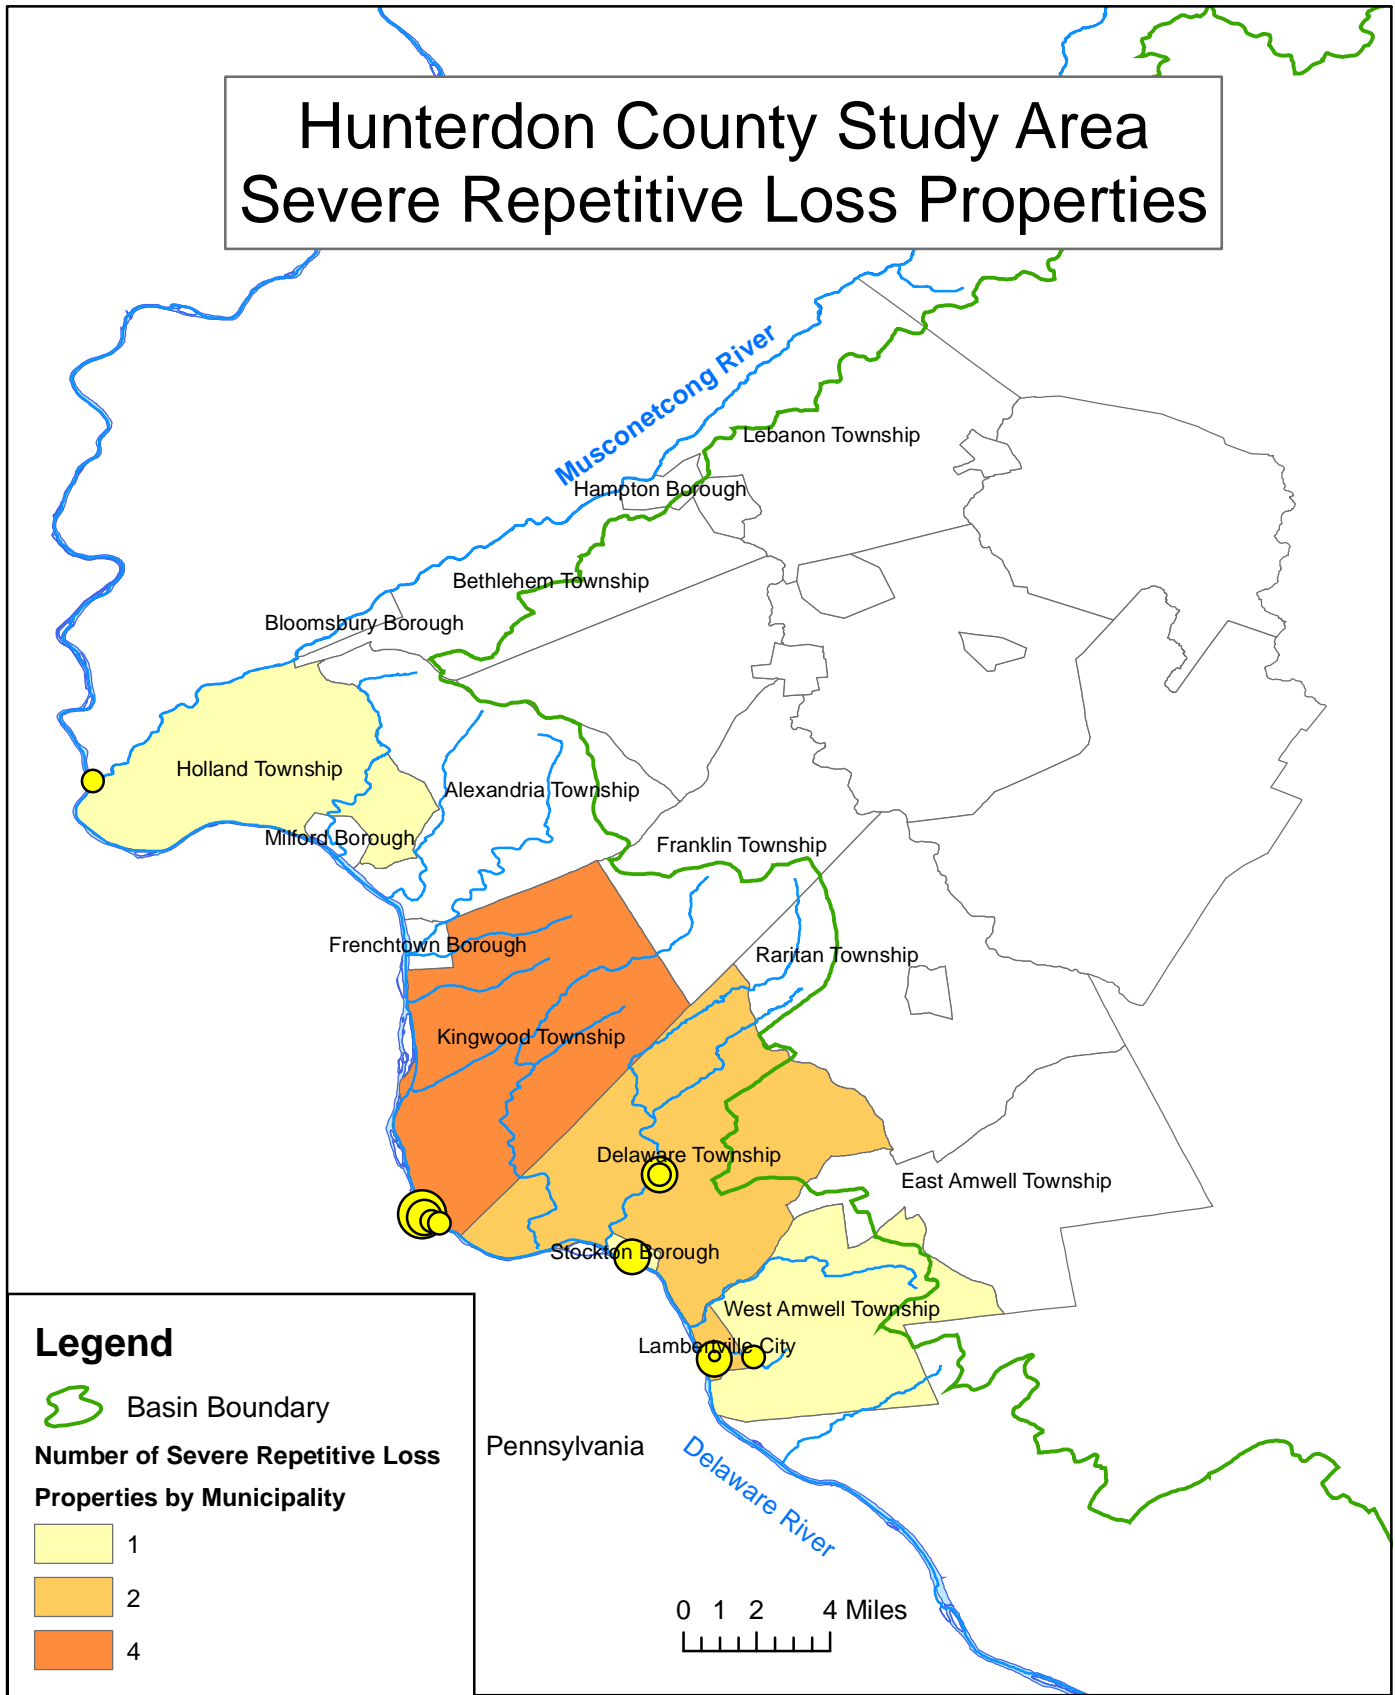 Hunterdon County Study Area
Severe Repetitive Loss Properties
Musconetcong River
Lebanon Township
Hampton Borough
Bethlehem Township
Bloomsbury Borough
Holland Township
Alexandria Township
Milford Borough
Franklin Township
Frenchtown Borough
Raritan Township
Kingwood Township
Delaware Township
East Amwell Township
Stockton Borough
West Amwell Township
Lambertville City
Pennsylvania
Delaware River
Legend
Basin Boundary
Number of Severe Repetitive Loss
Properties by Municipality
1
2
4
0 1 2 4 Miles